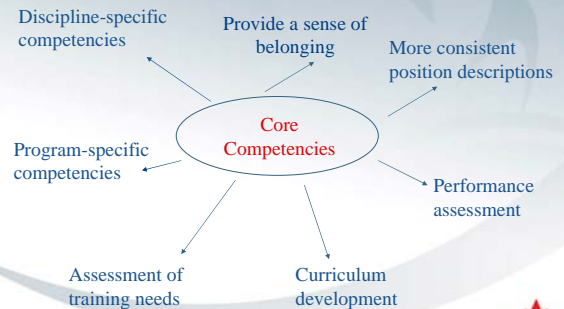 Discipline-specific
competencies
Provide a sense of
belonging
More consistent
position descriptions
Core
Competencies
Program-specific
competencies
Performance
assessment
Assessment of
training needs
Curriculum
development